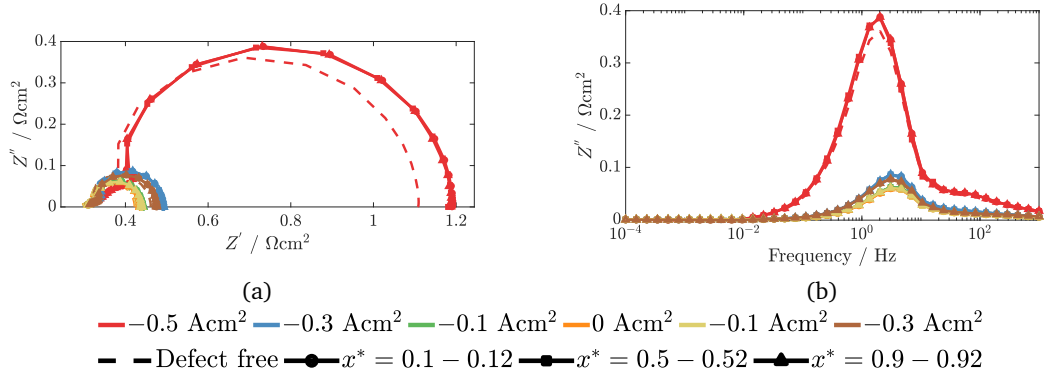 0.4
0.3
0.2
0.1
0
Z″ / Ωcm²
0.4 0.6 0.8 1 1.2
Z′ / Ωcm²
(a)
0.4
0.3
0.2
0.1
0
Z″ / Ωcm²
10⁻⁴ 10⁻² 10⁰ 10²
Frequency / Hz
(b)
−0.5 Acm² −0.3 Acm² −0.1 Acm² 0 Acm² −0.1 Acm² −0.3 Acm²
Defect free x* = 0.1 − 0.12 x* = 0.5 − 0.52 x* = 0.9 − 0.92